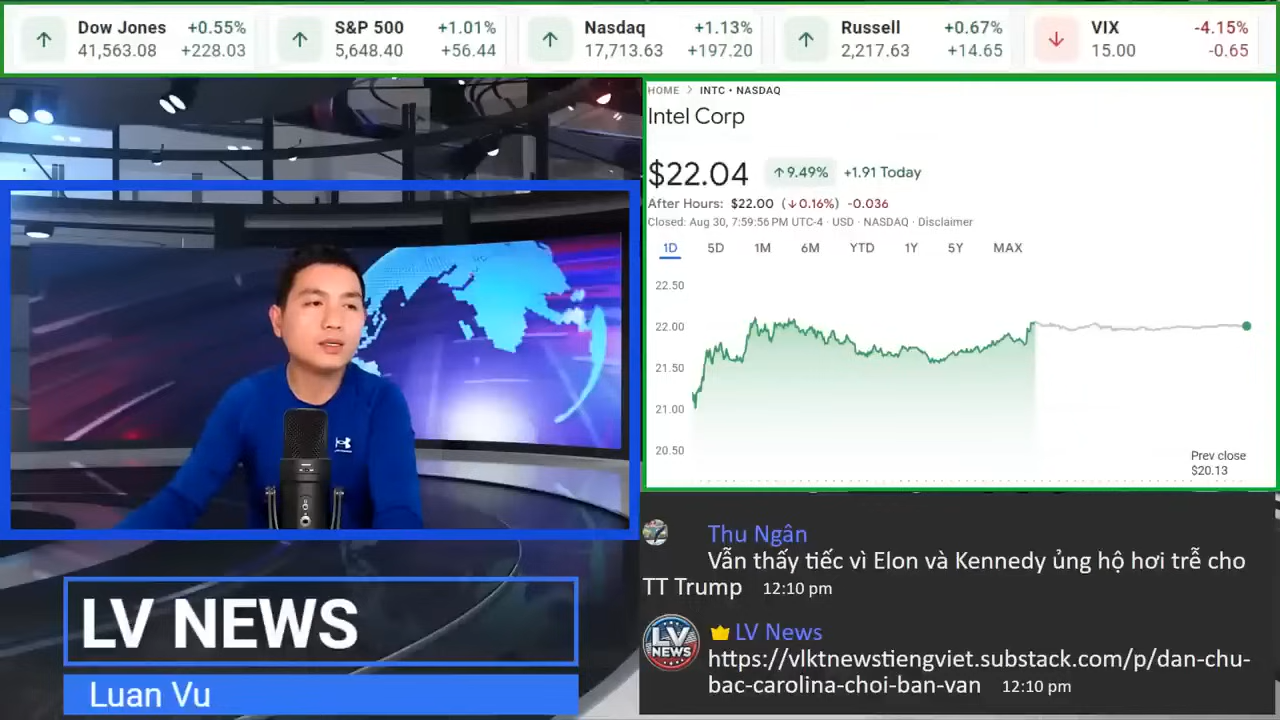 Dow Jones +0.55%
41,563.08 +228.03
S&P 500 +1.01%
5,648.40 +56.44
Nasdaq +1.13%
17,713.63 +197.20
Russell +0.67%
2,217.63 +14.65
VIX -4.15%
15.00 -0.65
HOME > INTC • NASDAQ
Intel Corp
$22.04 ↑9.49% +1.91 Today
After Hours: $22.00 (↓0.16%) -0.036
Closed: Aug 30, 7:59:56 PM UTC-4 · USD · NASDAQ · Disclaimer
1D 5D 1M 6M YTD 1Y 5Y MAX
22.50
22.00
21.50
21.00
20.50
Prev close
$20.13
Thu Ngân
Vẫn thấy tiếc vì Elon và Kennedy ủng hộ hơi trễ cho
TT Trump 12:10 pm
LV NEWS
LV News
https://vlktnewstiengviet.substack.com/p/dan-chu-
bac-carolina-choi-ban-van 12:10 pm
LV NEWS
Luan Vu